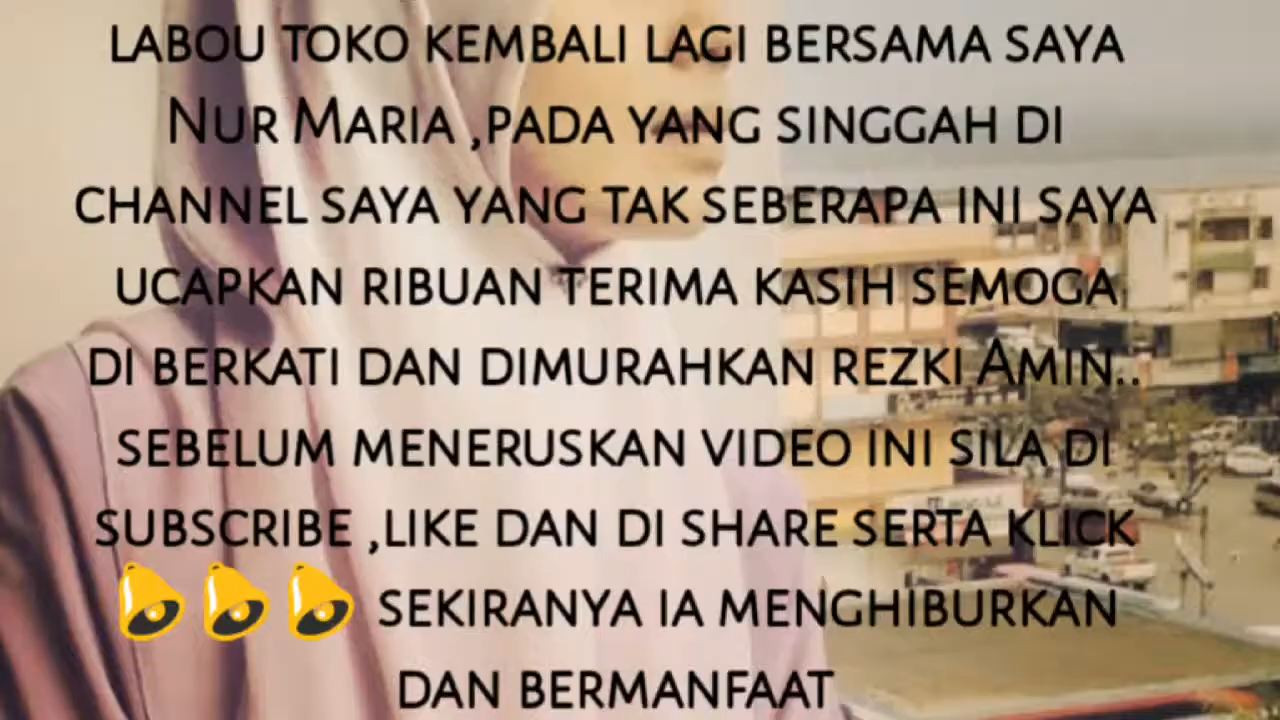 LABOU TOKO KEMBALI LAGI BERSAMA SAYA
NUR MARIA ,PADA YANG SINGGAH DI
CHANNEL SAYA YANG TAK SEBERAPA INI SAYA
UCAPKAN RIBUAN TERIMA KASIH SEMOGA
DI BERKATI DAN DIMURAHKAN REZKI AMIN..
SEBELUM MENERUSKAN VIDEO INI SILA DI
SUBSCRIBE ,LIKE DAN DI SHARE SERTA KLICK
🔔🔔🔔 SEKIRANYA IA MENGHIBURKAN
DAN BERMANFAAT